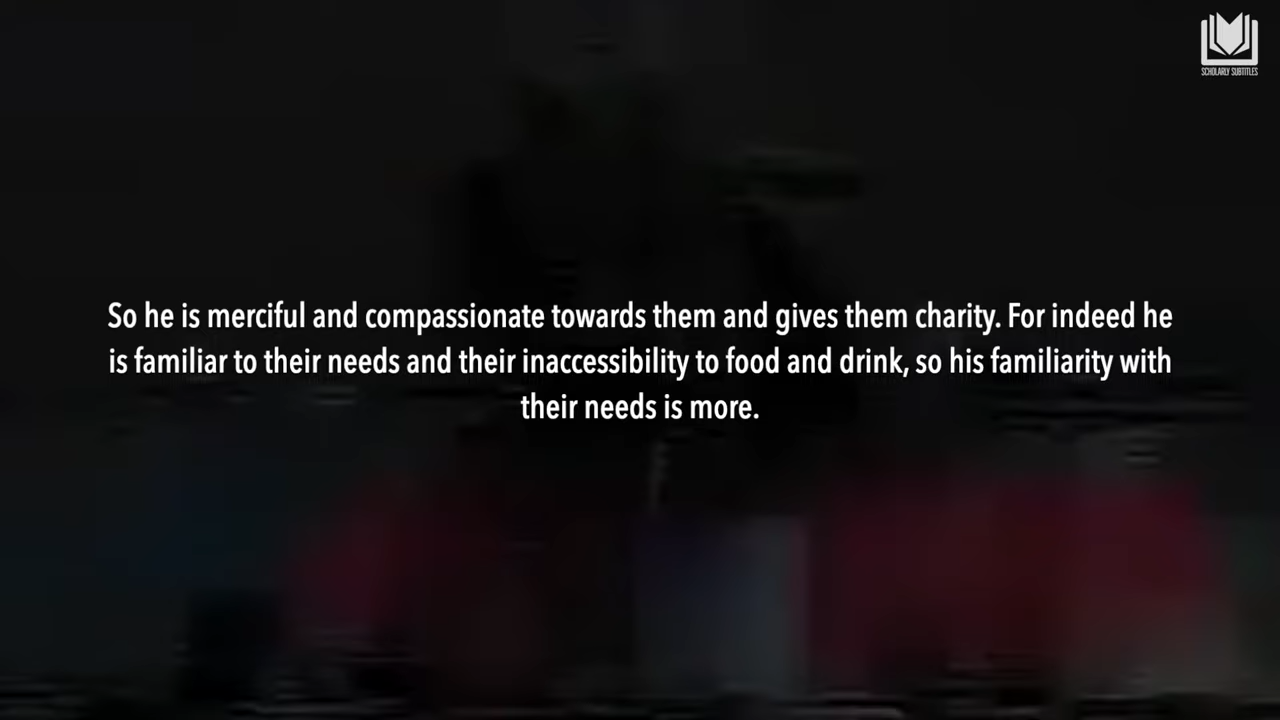 SCHOLARLY SUBTITLES
So he is merciful and compassionate towards them and gives them charity. For indeed he
is familiar to their needs and their inaccessibility to food and drink, so his familiarity with
their needs is more.